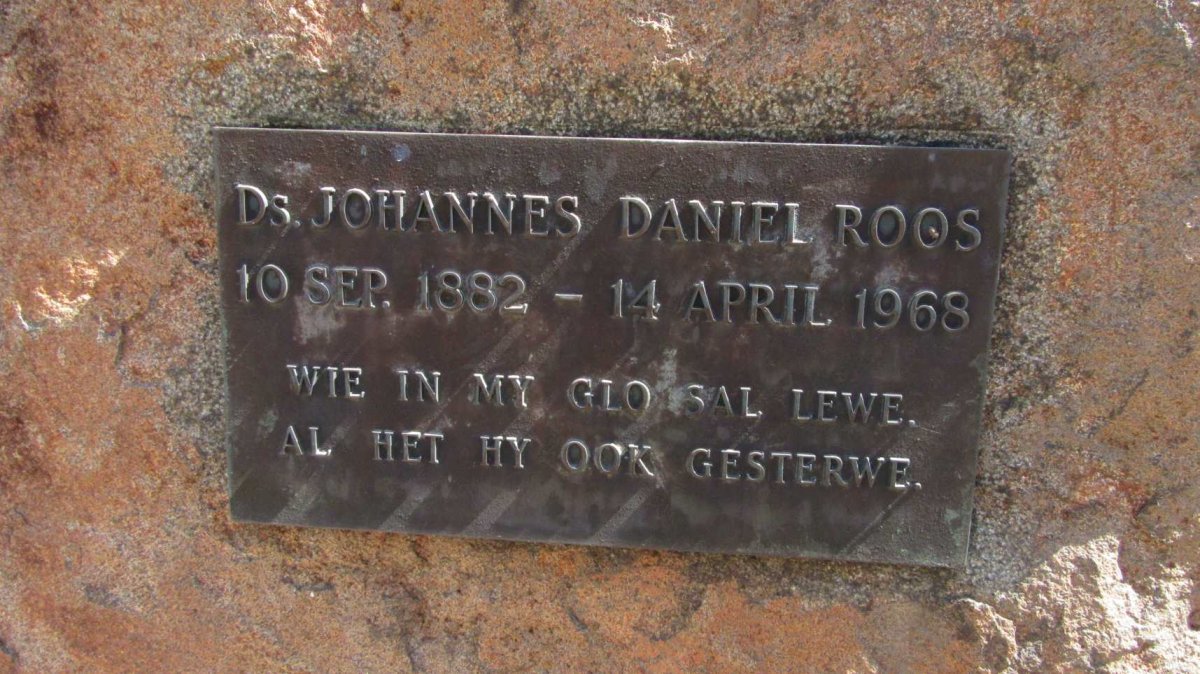 Ds. JOHANNES DANIEL ROOS
10 SEP. 1882 – 14 APRIL 1968
WIE IN MY GLO SAL LEWE.
AL HET HY OOK GESTERWE.